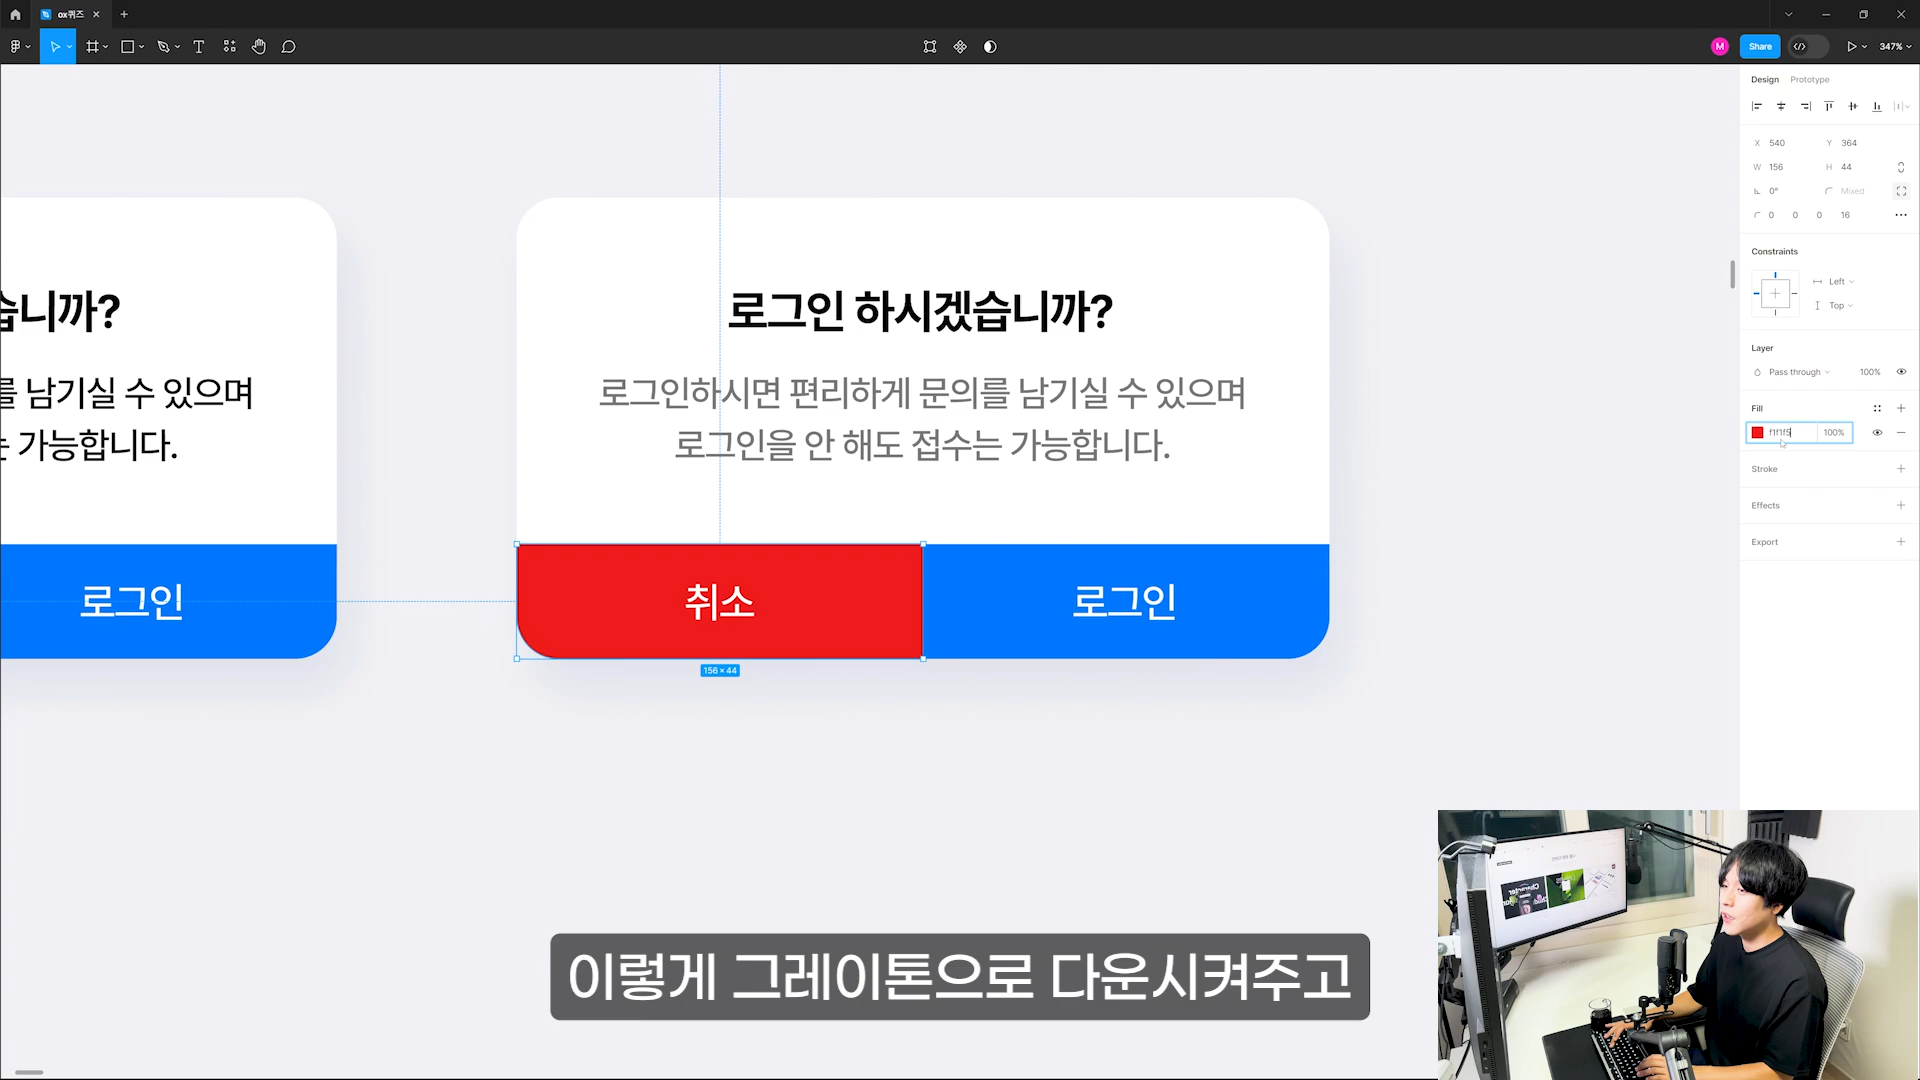 ox퀴즈
Share
347%
Design Prototype
X 540 Y 364
W 156 H 44
0° Mixed
0 0 0 16
Constraints
Left
Top
Layer
Pass through 100%
Fill
f1f1f5 100%
Stroke
Effects
Export
습니까?
를 남기실 수 있으며
는 가능합니다.
로그인
로그인 하시겠습니까?
로그인하시면 편리하게 문의를 남기실 수 있으며
로그인을 안 해도 접수는 가능합니다.
취소
로그인
156 × 44
이렇게 그레이톤으로 다운시켜주고